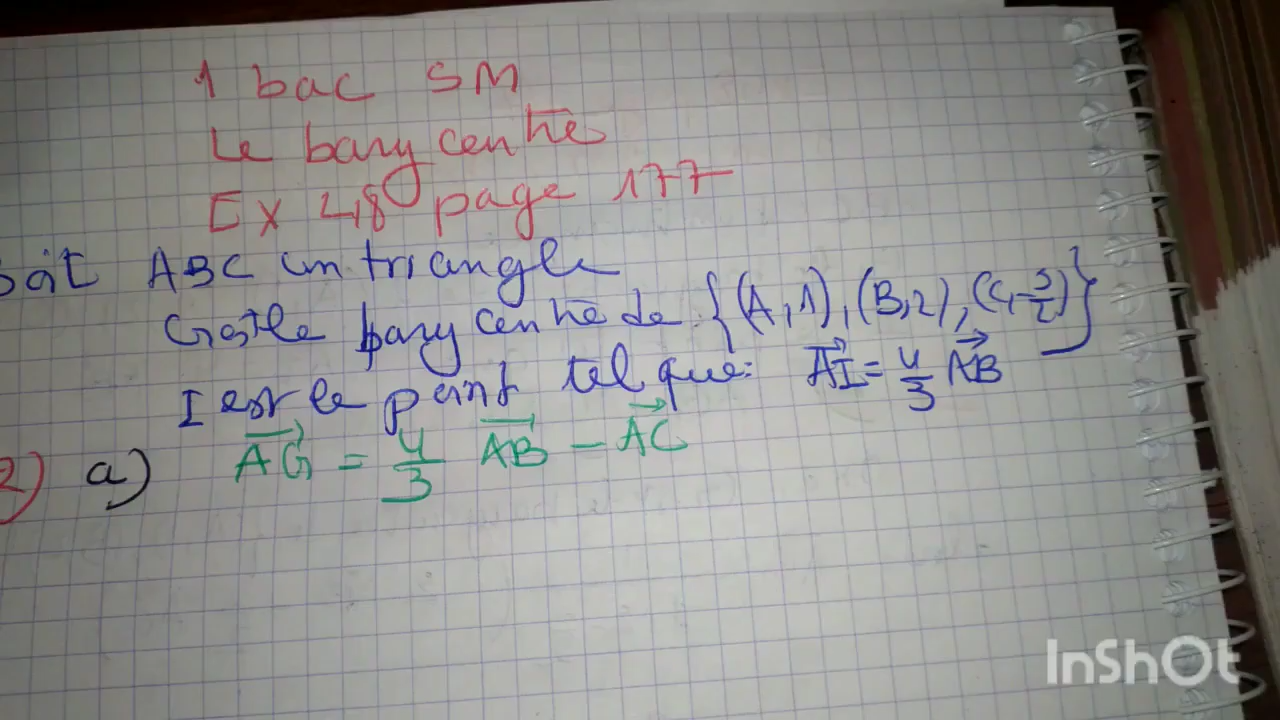 1 bac SM
Le barycentre
Ex 48 page 177
Soit ABC un triangle
G est le barycentre de {(A,1),(B,2),(C,-3/2)}
I est le point tel que: AI = 4/3 AB
2) a) AG = 4/3 AB - AC
InShOt